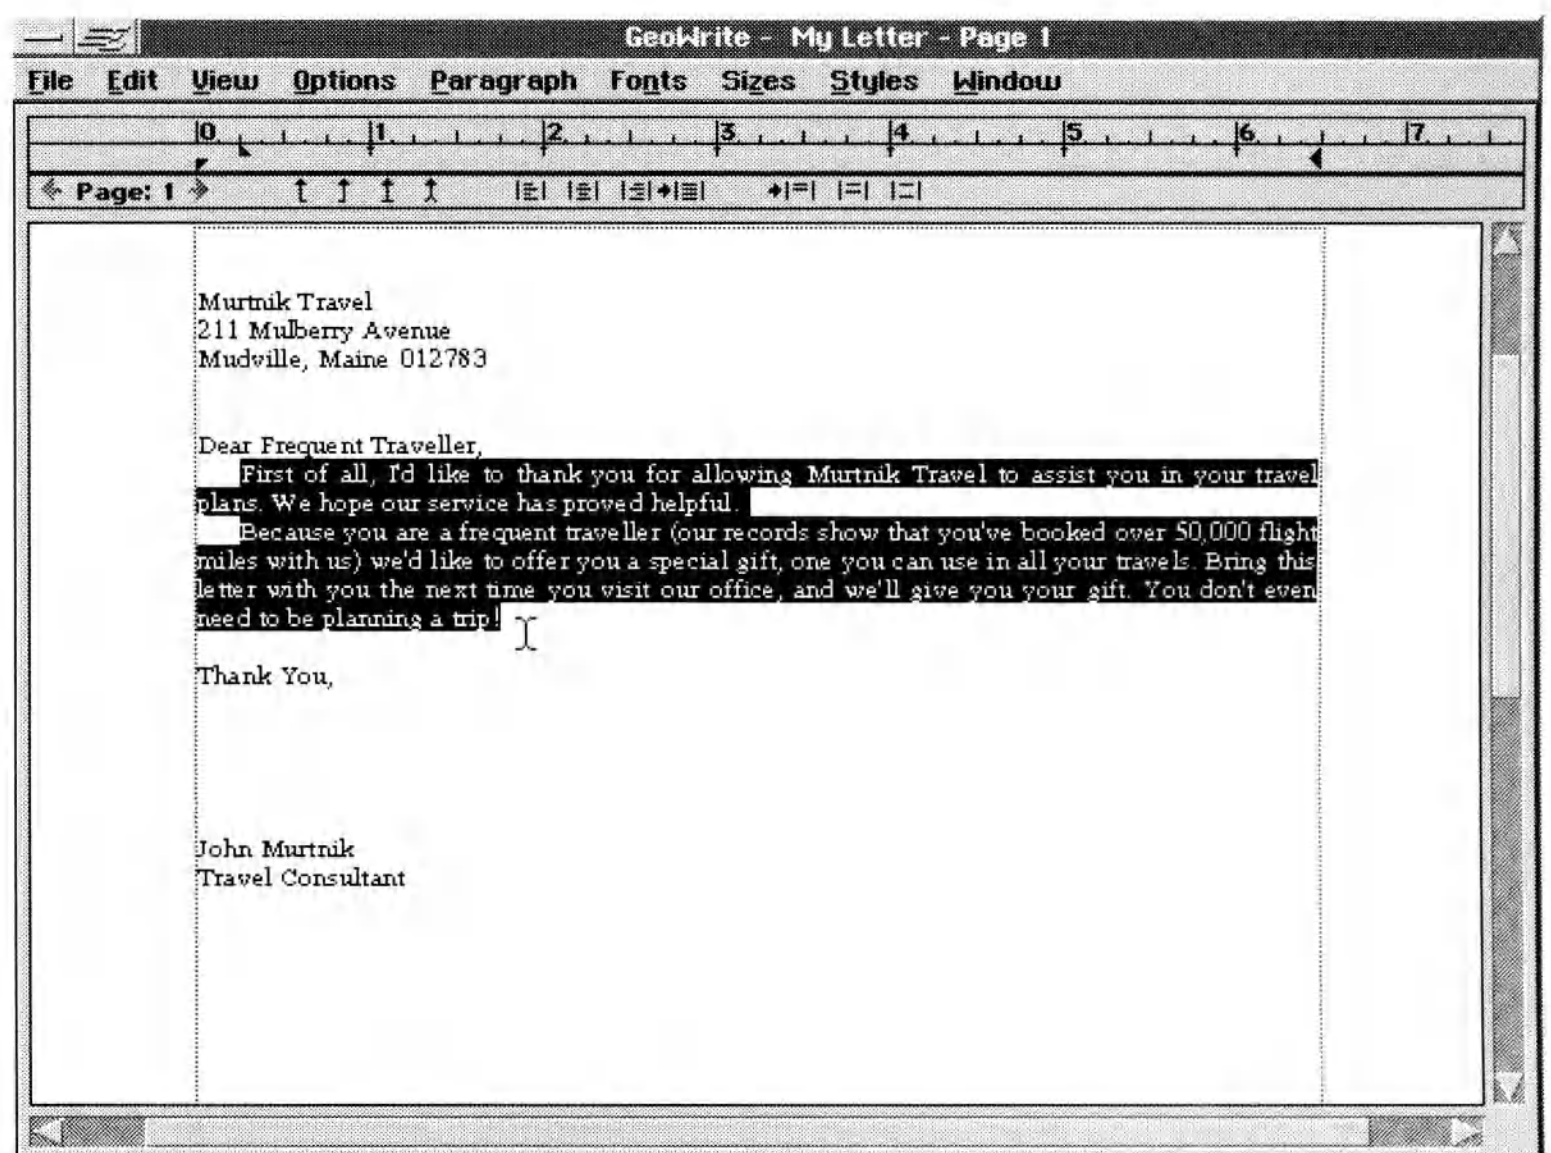 GeoWrite - My Letter - Page 1
File Edit View Options Paragraph Fonts Sizes Styles Window
0 1 2 3 4 5 6 7
Page: 1
Murtnik Travel
211 Mulberry Avenue
Mudville, Maine 012783
Dear Frequent Traveller,
First of all, I'd like to thank you for allowing Murtnik Travel to assist you in your travel
plans. We hope our service has proved helpful.
Because you are a frequent traveller (our records show that you've booked over 50,000 flight
miles with us) we'd like to offer you a special gift, one you can use in all your travels. Bring this
letter with you the next time you visit our office, and we'll give you your gift. You don't even
need to be planning a trip!
Thank You,
John Murtnik
Travel Consultant